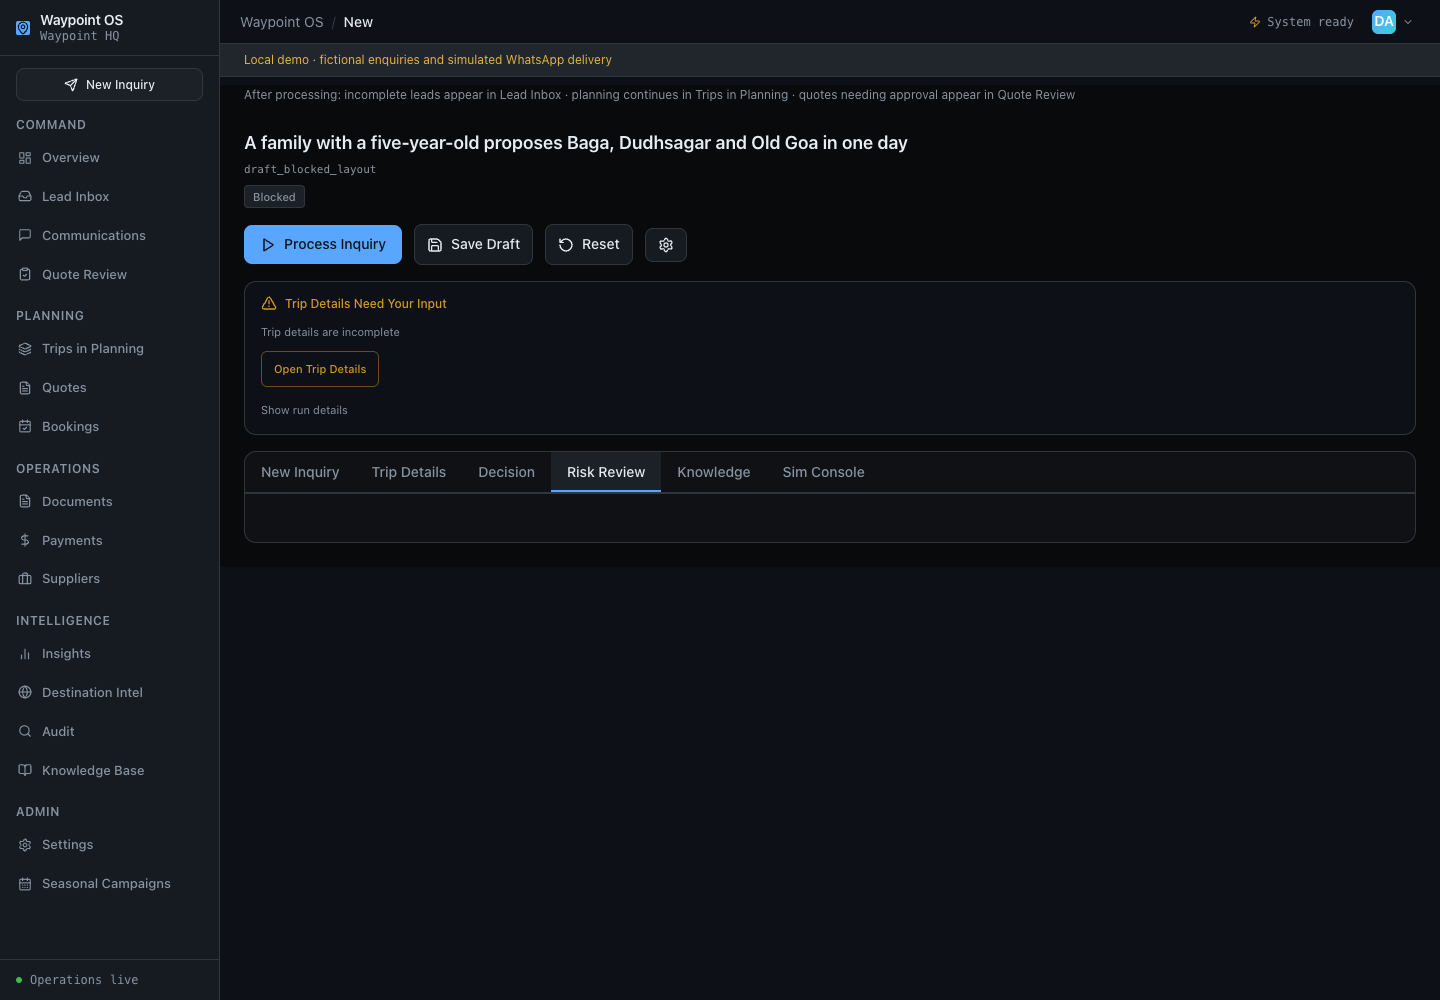 Waypoint OS
Waypoint HQ
New Inquiry
COMMAND
Overview
Lead Inbox
Communications
Quote Review
PLANNING
Trips in Planning
Quotes
Bookings
OPERATIONS
Documents
Payments
Suppliers
INTELLIGENCE
Insights
Destination Intel
Audit
Knowledge Base
ADMIN
Settings
Seasonal Campaigns
Operations live
Waypoint OS / New
System ready
DA
Local demo · fictional enquiries and simulated WhatsApp delivery
After processing: incomplete leads appear in Lead Inbox · planning continues in Trips in Planning · quotes needing approval appear in Quote Review
A family with a five-year-old proposes Baga, Dudhsagar and Old Goa in one day
draft_blocked_layout
Blocked
Process Inquiry
Save Draft
Reset
Trip Details Need Your Input
Trip details are incomplete
Open Trip Details
Show run details
New Inquiry
Trip Details
Decision
Risk Review
Knowledge
Sim Console